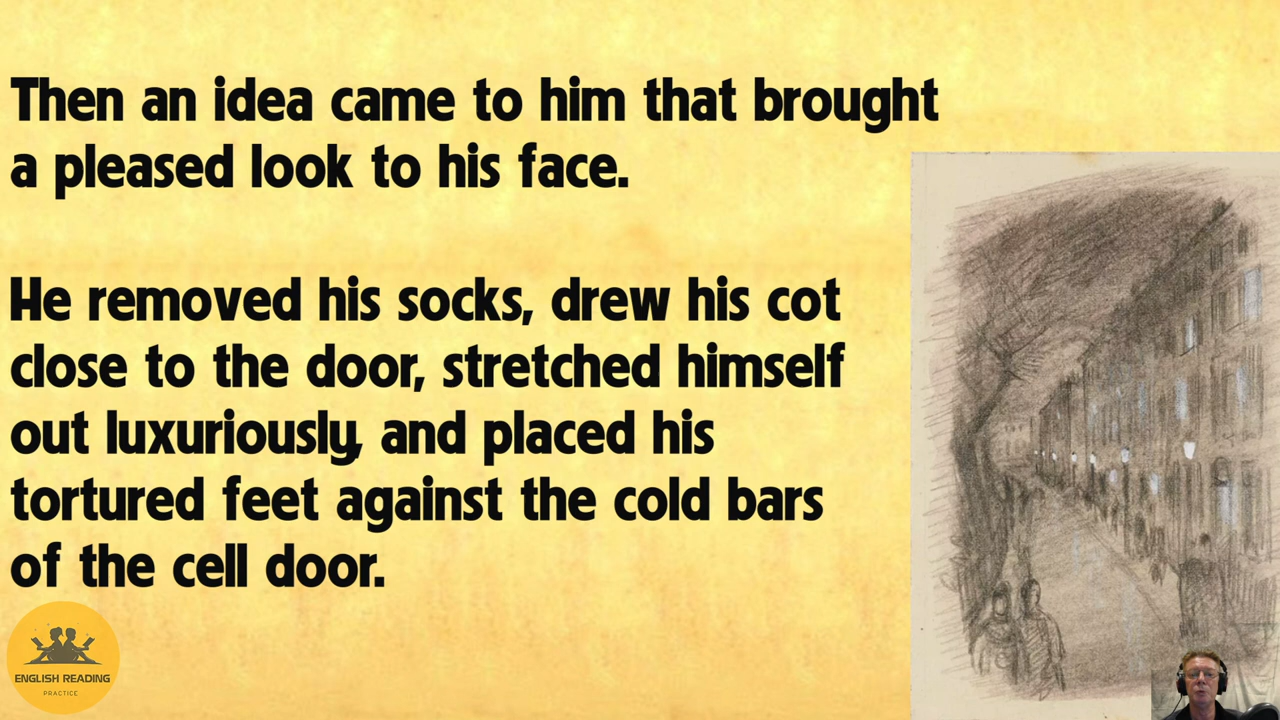 Then an idea came to him that brought
a pleased look to his face.
He removed his socks, drew his cot
close to the door, stretched himself
out luxuriously, and placed his
tortured feet against the cold bars
of the cell door.
ENGLISH READING
PRACTICE